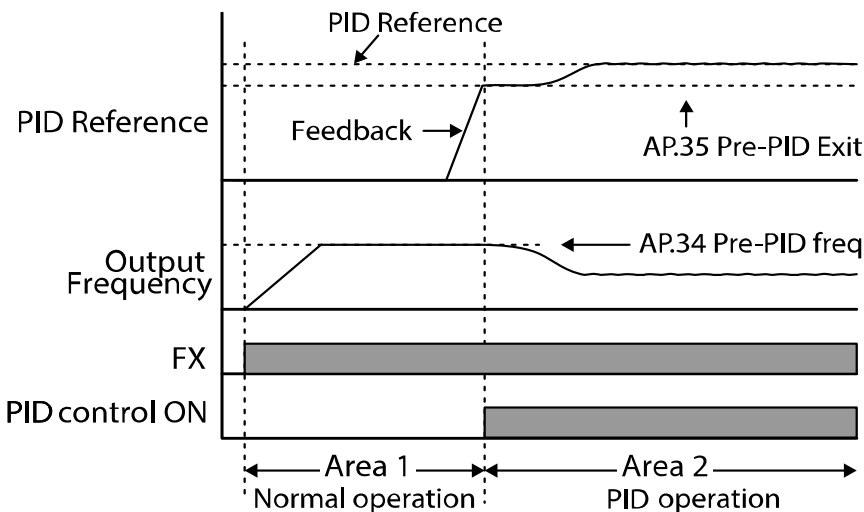 PID Reference
PID Reference
Feedback
AP.35 Pre-PID Exit
Output
Frequency
AP.34 Pre-PID freq
FX
PID control ON
Area 1
Normal operation
Area 2
PID operation